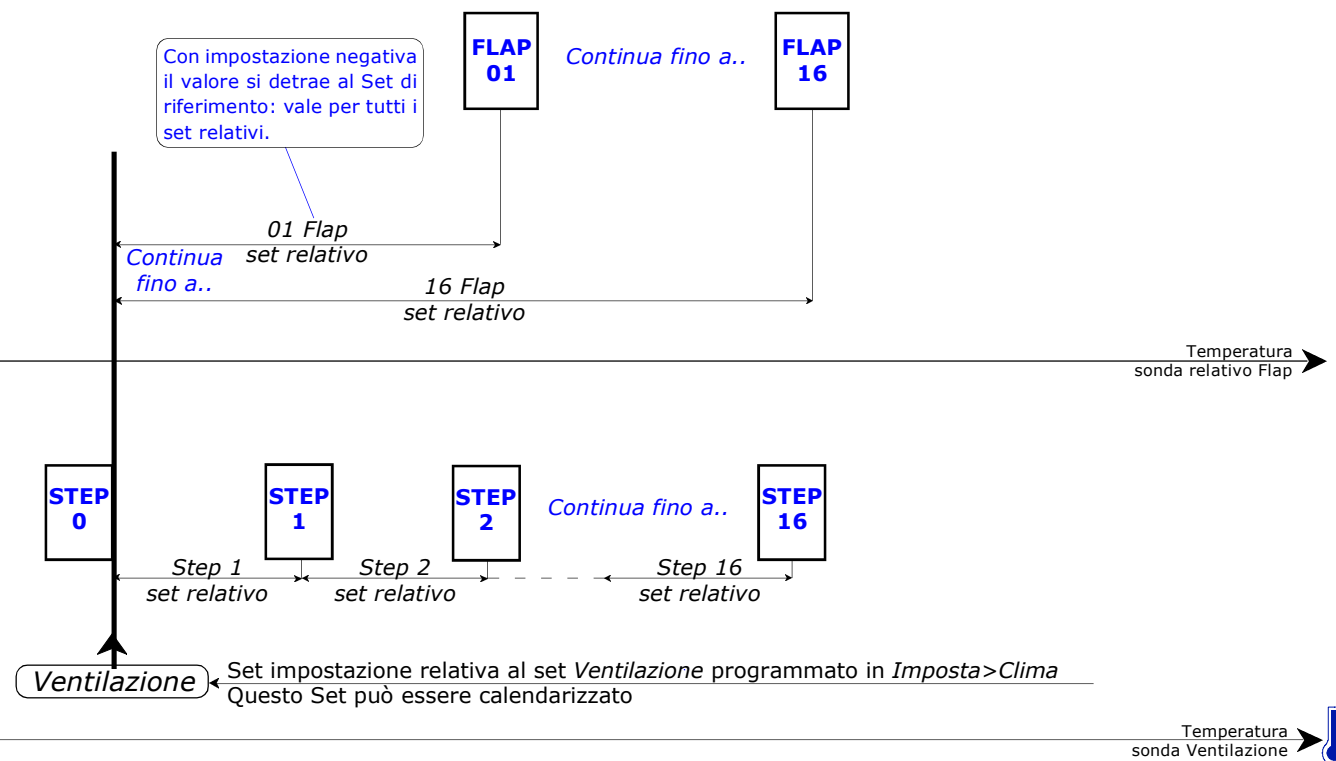 Con impostazione negativa
il valore si detrae al Set di
riferimento: vale per tutti i
set relativi.
FLAP
01
Continua fino a..
FLAP
16
01 Flap
set relativo
Continua
fino a..
16 Flap
set relativo
Temperatura
sonda relativo Flap
STEP
0
STEP
1
STEP
2
Continua fino a..
STEP
16
Step 1
set relativo
Step 2
set relativo
Step 16
set relativo
Ventilazione
Set impostazione relativa al set Ventilazione programmato in Imposta>Clima
Questo Set può essere calendarizzato
Temperatura
sonda Ventilazione